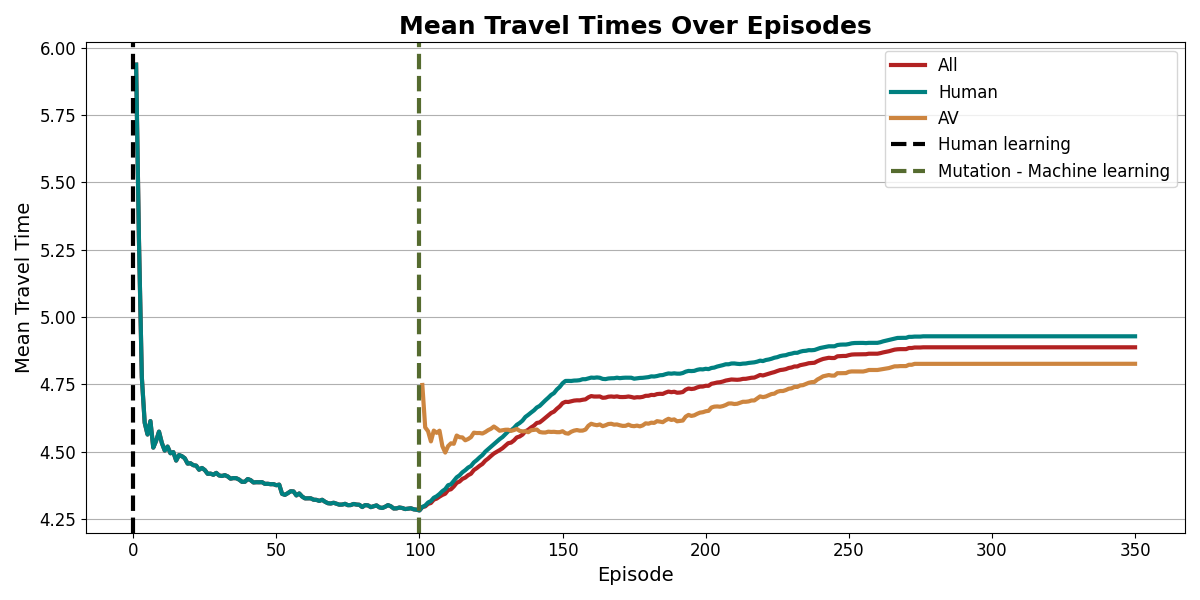 Mean Travel Times Over Episodes
6.00
5.75
5.50
5.25
5.00
4.75
4.50
4.25
Mean Travel Time
All
Human
AV
Human learning
Mutation - Machine learning
0 50 100 150 200 250 300 350
Episode